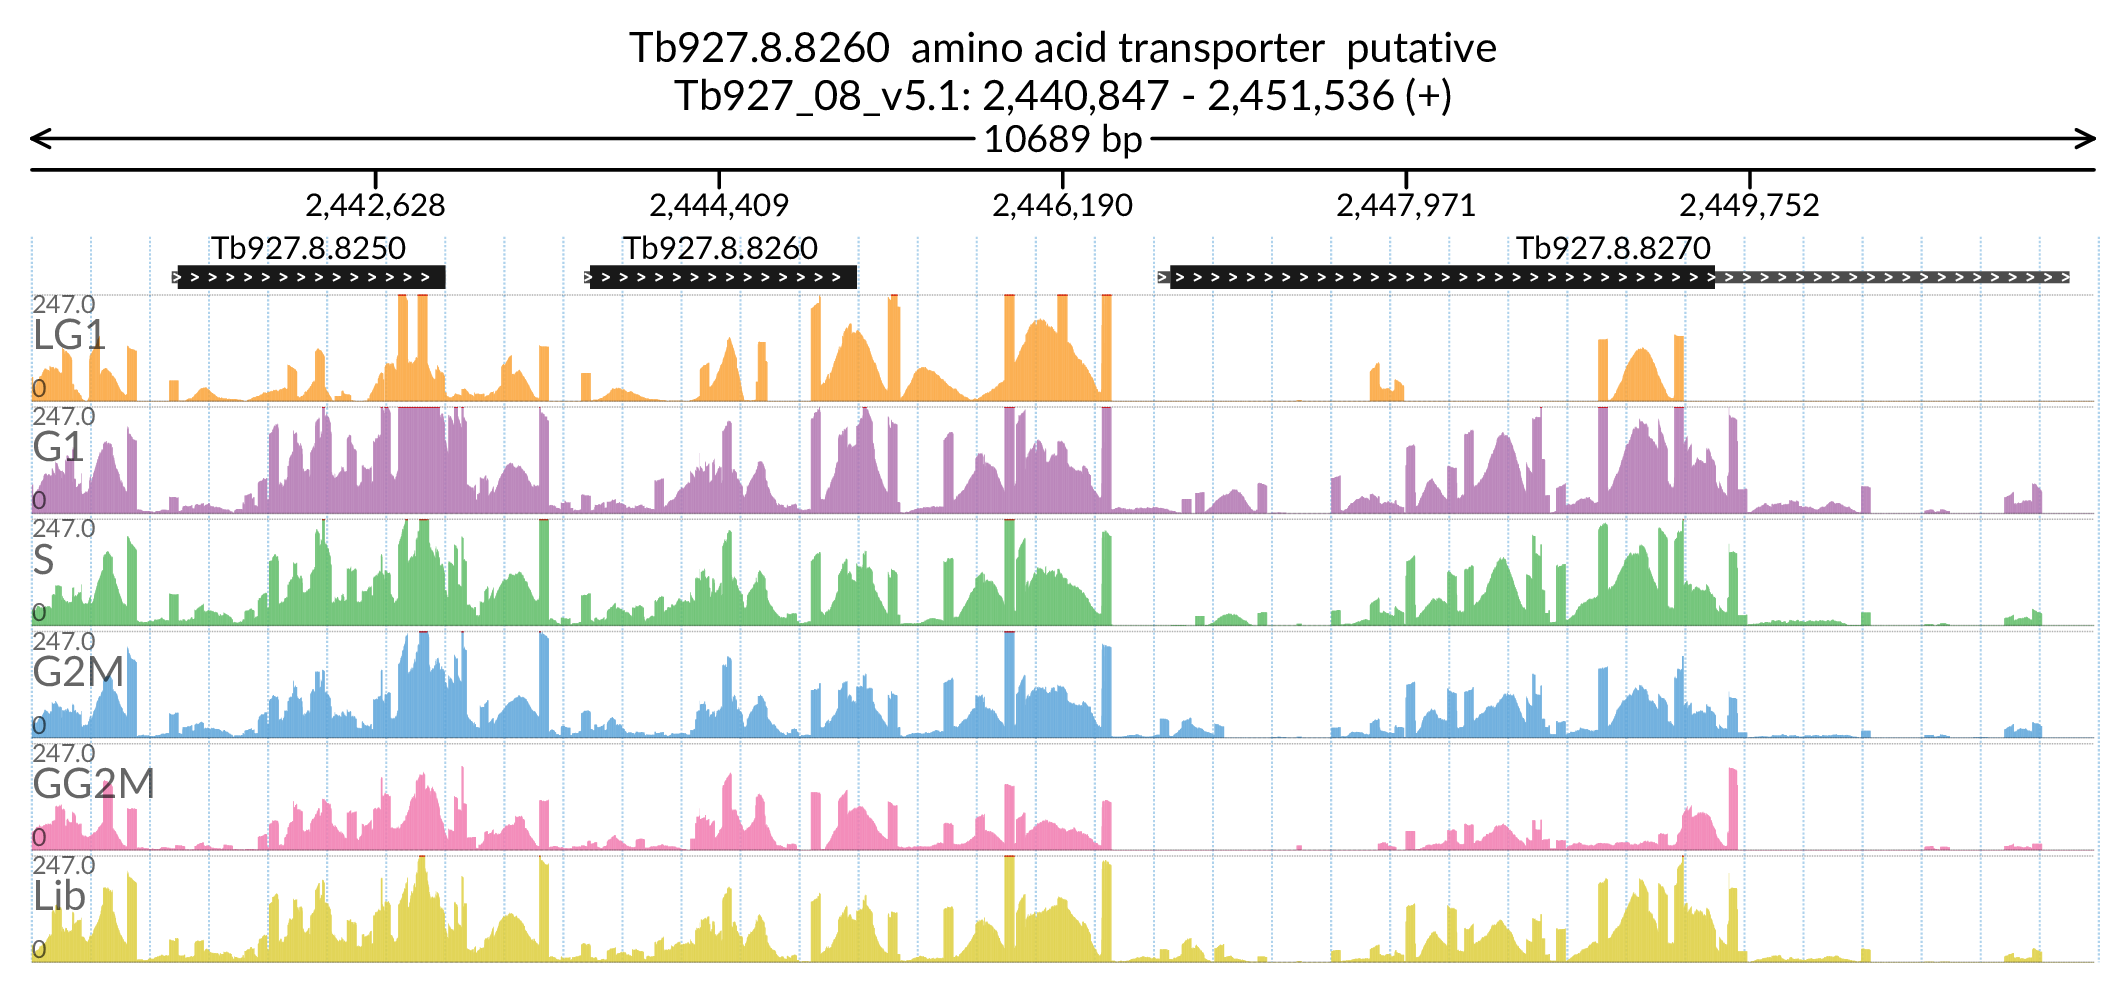 Tb927.8.8260  amino acid transporter  putative
Tb927_08_v5.1: 2,440,847 - 2,451,536 (+)
10689 bp
2,442,628 2,444,409 2,446,190 2,447,971 2,449,752
Tb927.8.8250 Tb927.8.8260 Tb927.8.8270
247.0
LG1
0
247.0
G1
0
247.0
S
0
247.0
G2M
0
247.0
GG2M
0
247.0
Lib
0